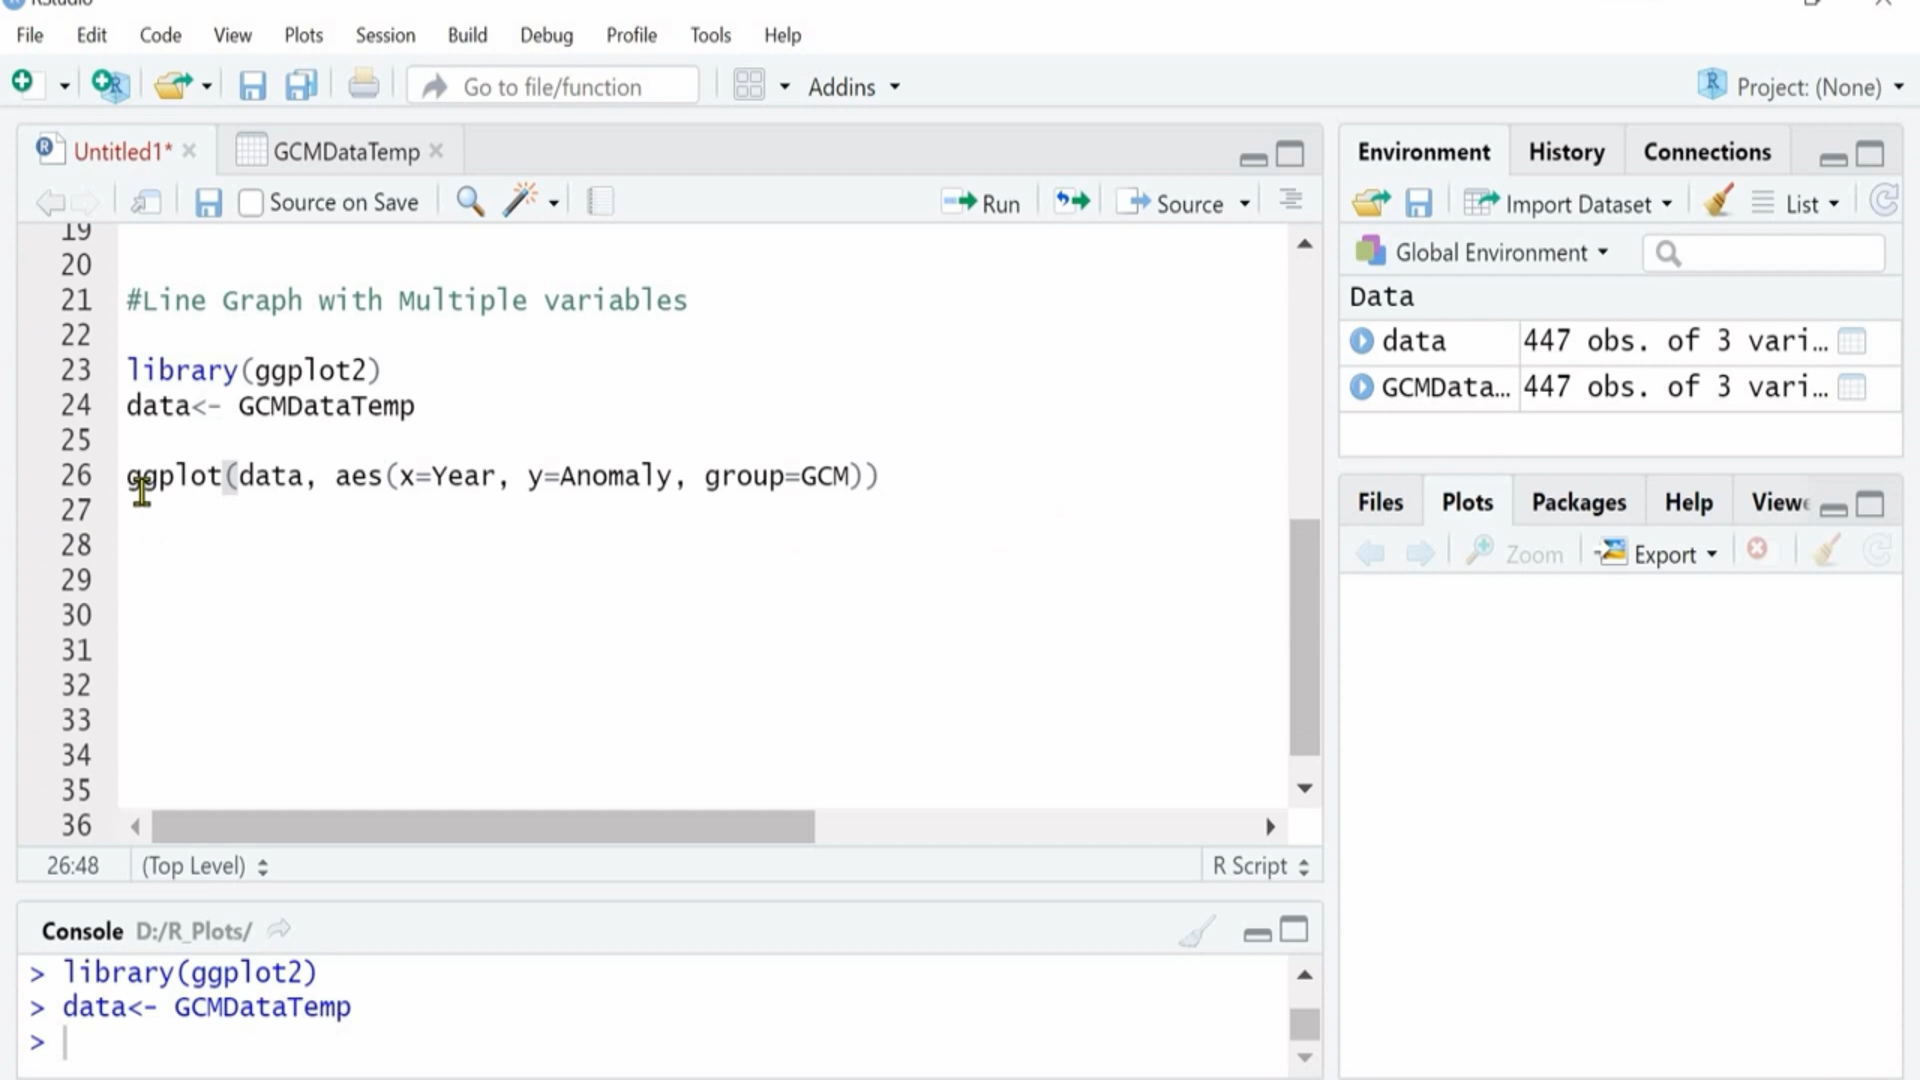 RStudio
File Edit Code View Plots Session Build Debug Profile Tools Help
Go to file/function Addins Project: (None)
Untitled1* GCMDataTemp
Source on Save Run Source
19
20
21 #Line Graph with Multiple variables
22
23 library(ggplot2)
24 data<- GCMDataTemp
25
26 ggplot(data, aes(x=Year, y=Anomaly, group=GCM))
27
28
29
30
31
32
33
34
35
36
26:48 (Top Level) R Script
Console D:/R_Plots/
> library(ggplot2)
> data<- GCMDataTemp
>
Environment History Connections
Import Dataset List
Global Environment
Data
data 447 obs. of 3 vari…
GCMData… 447 obs. of 3 vari…
Files Plots Packages Help Viewe
Zoom Export